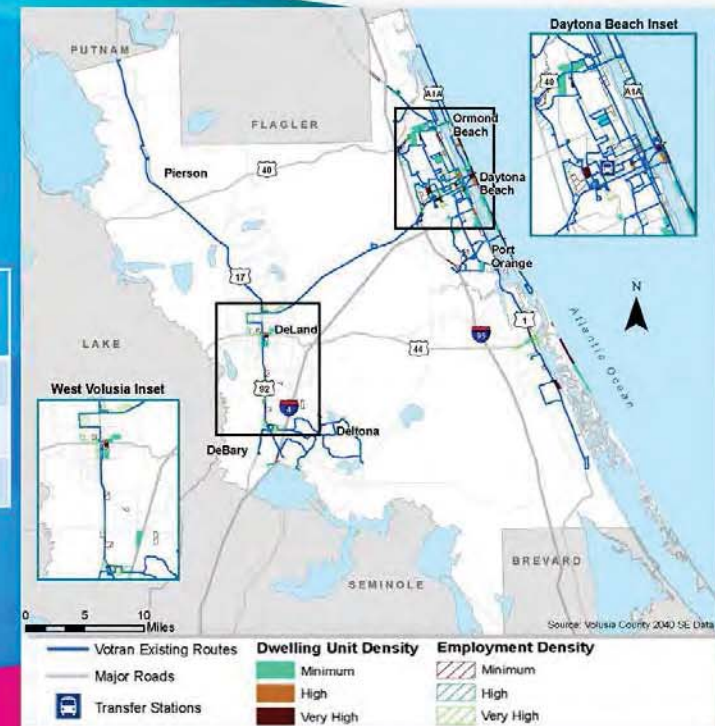 Daytona Beach Inset
PUTNAM
40
A1A
A1A
FLAGLER
Ormond
Beach
Pierson
40
Daytona
Beach
Port
Orange
17
N
1
DeLand
95
LAKE
44
Atlantic Ocean
West Volusia Inset
92
4
Deltona
DeBary
BREVARD
SEMINOLE
0 5 10
Miles
Source: Volusia County 2040 SE Data
Votran Existing Routes
Major Roads
Transfer Stations
Dwelling Unit Density
Minimum
High
Very High
Employment Density
Minimum
High
Very High